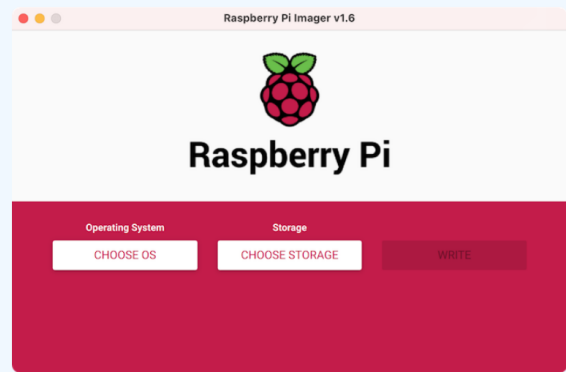 Raspberry Pi Imager v1.6
Raspberry Pi
Operating System
Storage
CHOOSE OS
CHOOSE STORAGE
WRITE